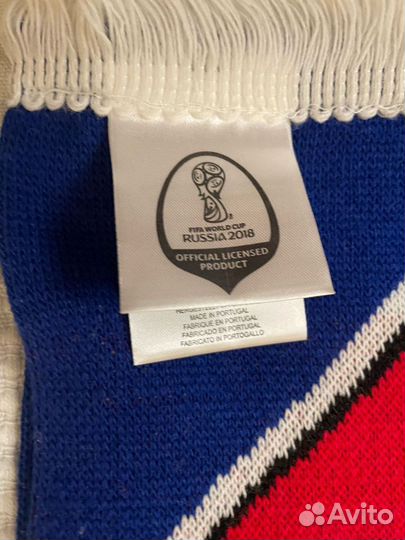 FIFA WORLD CUP
RUSSIA 2018
OFFICIAL LICENSED
PRODUCT
MADE IN PORTUGAL
FABRIQUE EN PORTUGAL
FABRICADO EN PORTUGAL
FABRICATO IN PORTOGALLO
Avito